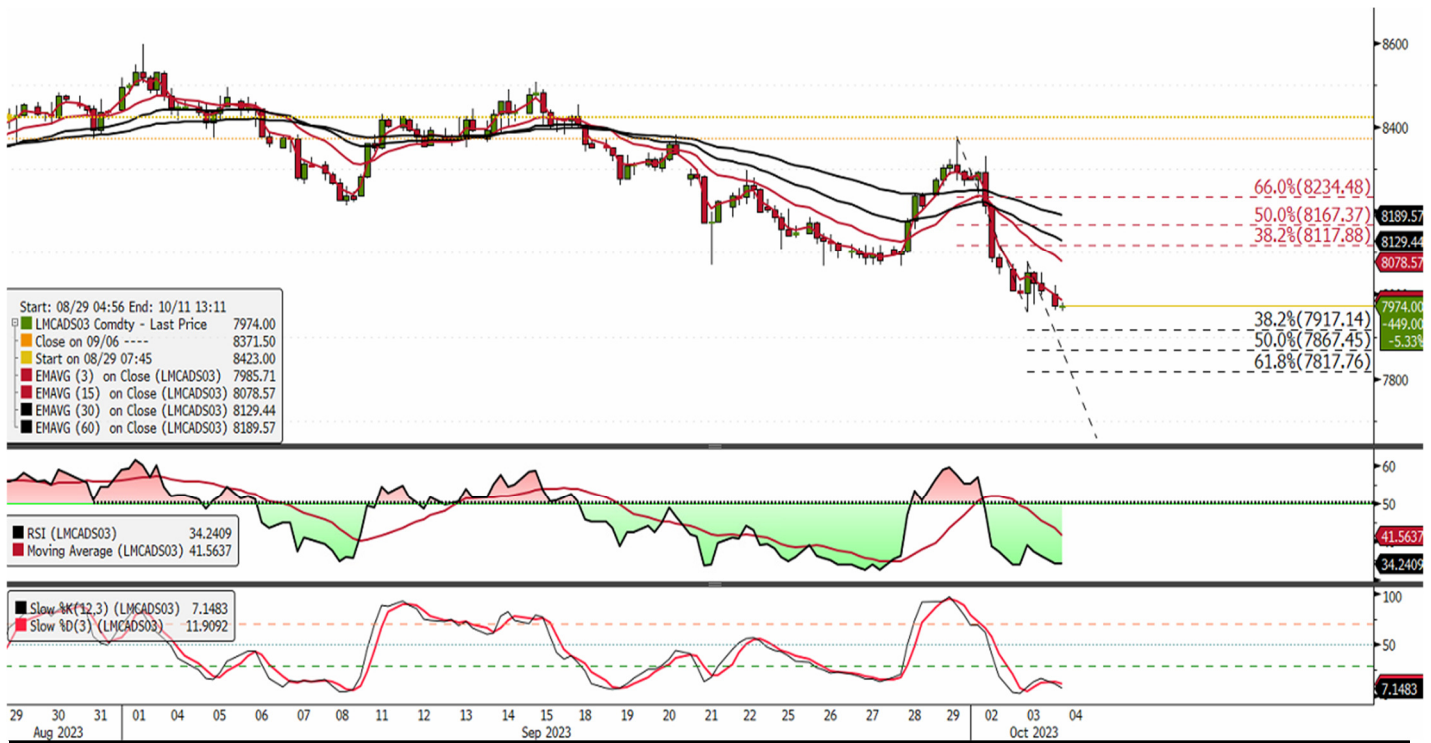 8600
8400
66.0%(8234.48)
50.0%(8167.37)
38.2%(8117.88)
8189.57
8129.44
8078.57
7974.00
-449.00
-5.33%
38.2%(7917.14)
50.0%(7867.45)
61.8%(7817.76)
7800
Start: 08/29 04:56 End: 10/11 13:11
LMCADS03 Comdty - Last Price 7974.00
Close on 09/06 ---- 8371.50
Start on 08/29 07:45 8423.00
EMAVG (3) on Close (LMCADS03) 7985.71
EMAVG (15) on Close (LMCADS03) 8078.57
EMAVG (30) on Close (LMCADS03) 8129.44
EMAVG (60) on Close (LMCADS03) 8189.57
60
50
RSI (LMCADS03) 34.2409
Moving Average (LMCADS03) 41.5637
41.5637
34.2409
100
Slow %K(12,3) (LMCADS03) 7.1483
Slow %D(3) (LMCADS03) 11.9092
50
7.1483
29 30 31 01 04 05 06 07 08 11 12 13 14 15 18 19 20 21 22 25 26 27 28 29 02 03 04
Aug 2023 Sep 2023 Oct 2023